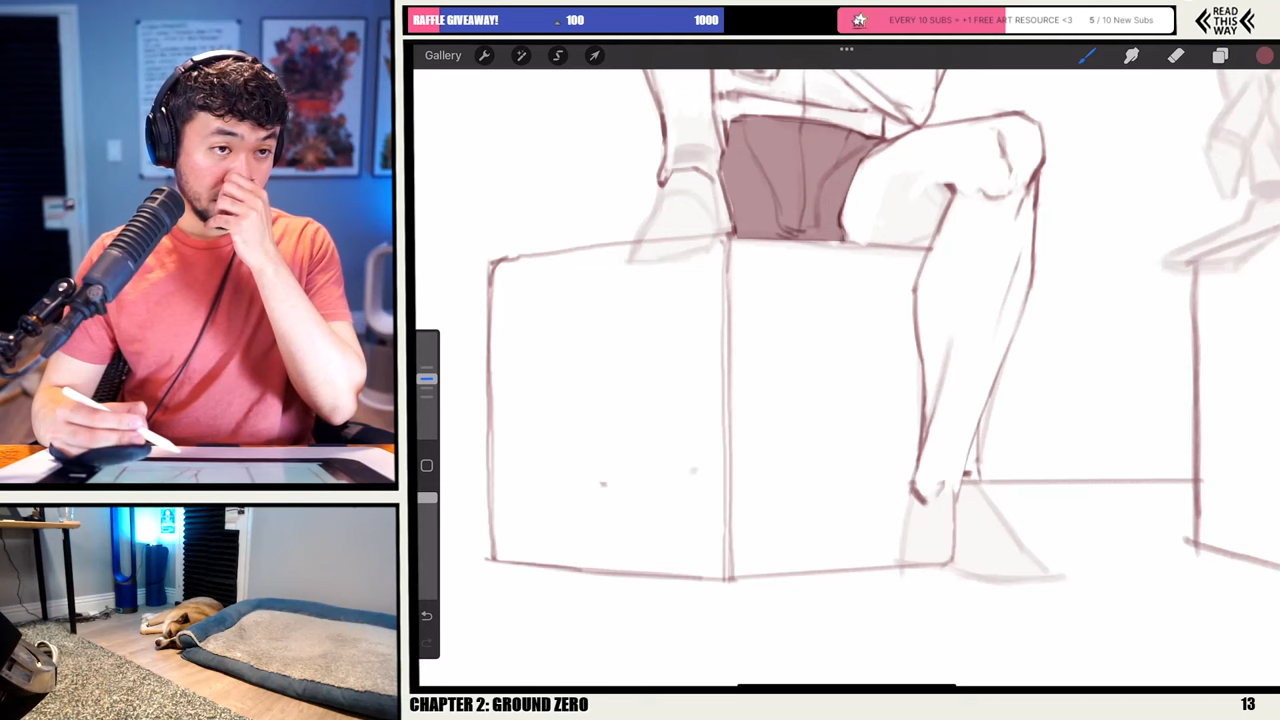 RAFFLE GIVEAWAY! 100 1000
EVERY 10 SUBS = +1 FREE ART RESOURCE <3 5 / 10 New Subs
READ
THIS
WAY
Gallery
CHAPTER 2: GROUND ZERO 13